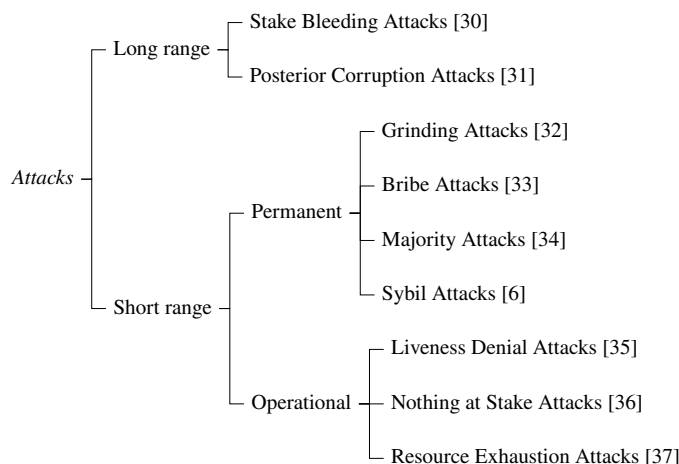 Stake Bleeding Attacks [30]
Long range
Posterior Corruption Attacks [31]
Grinding Attacks [32]
Attacks
Bribe Attacks [33]
Permanent
Majority Attacks [34]
Sybil Attacks [6]
Short range
Liveness Denial Attacks [35]
Operational
Nothing at Stake Attacks [36]
Resource Exhaustion Attacks [37]